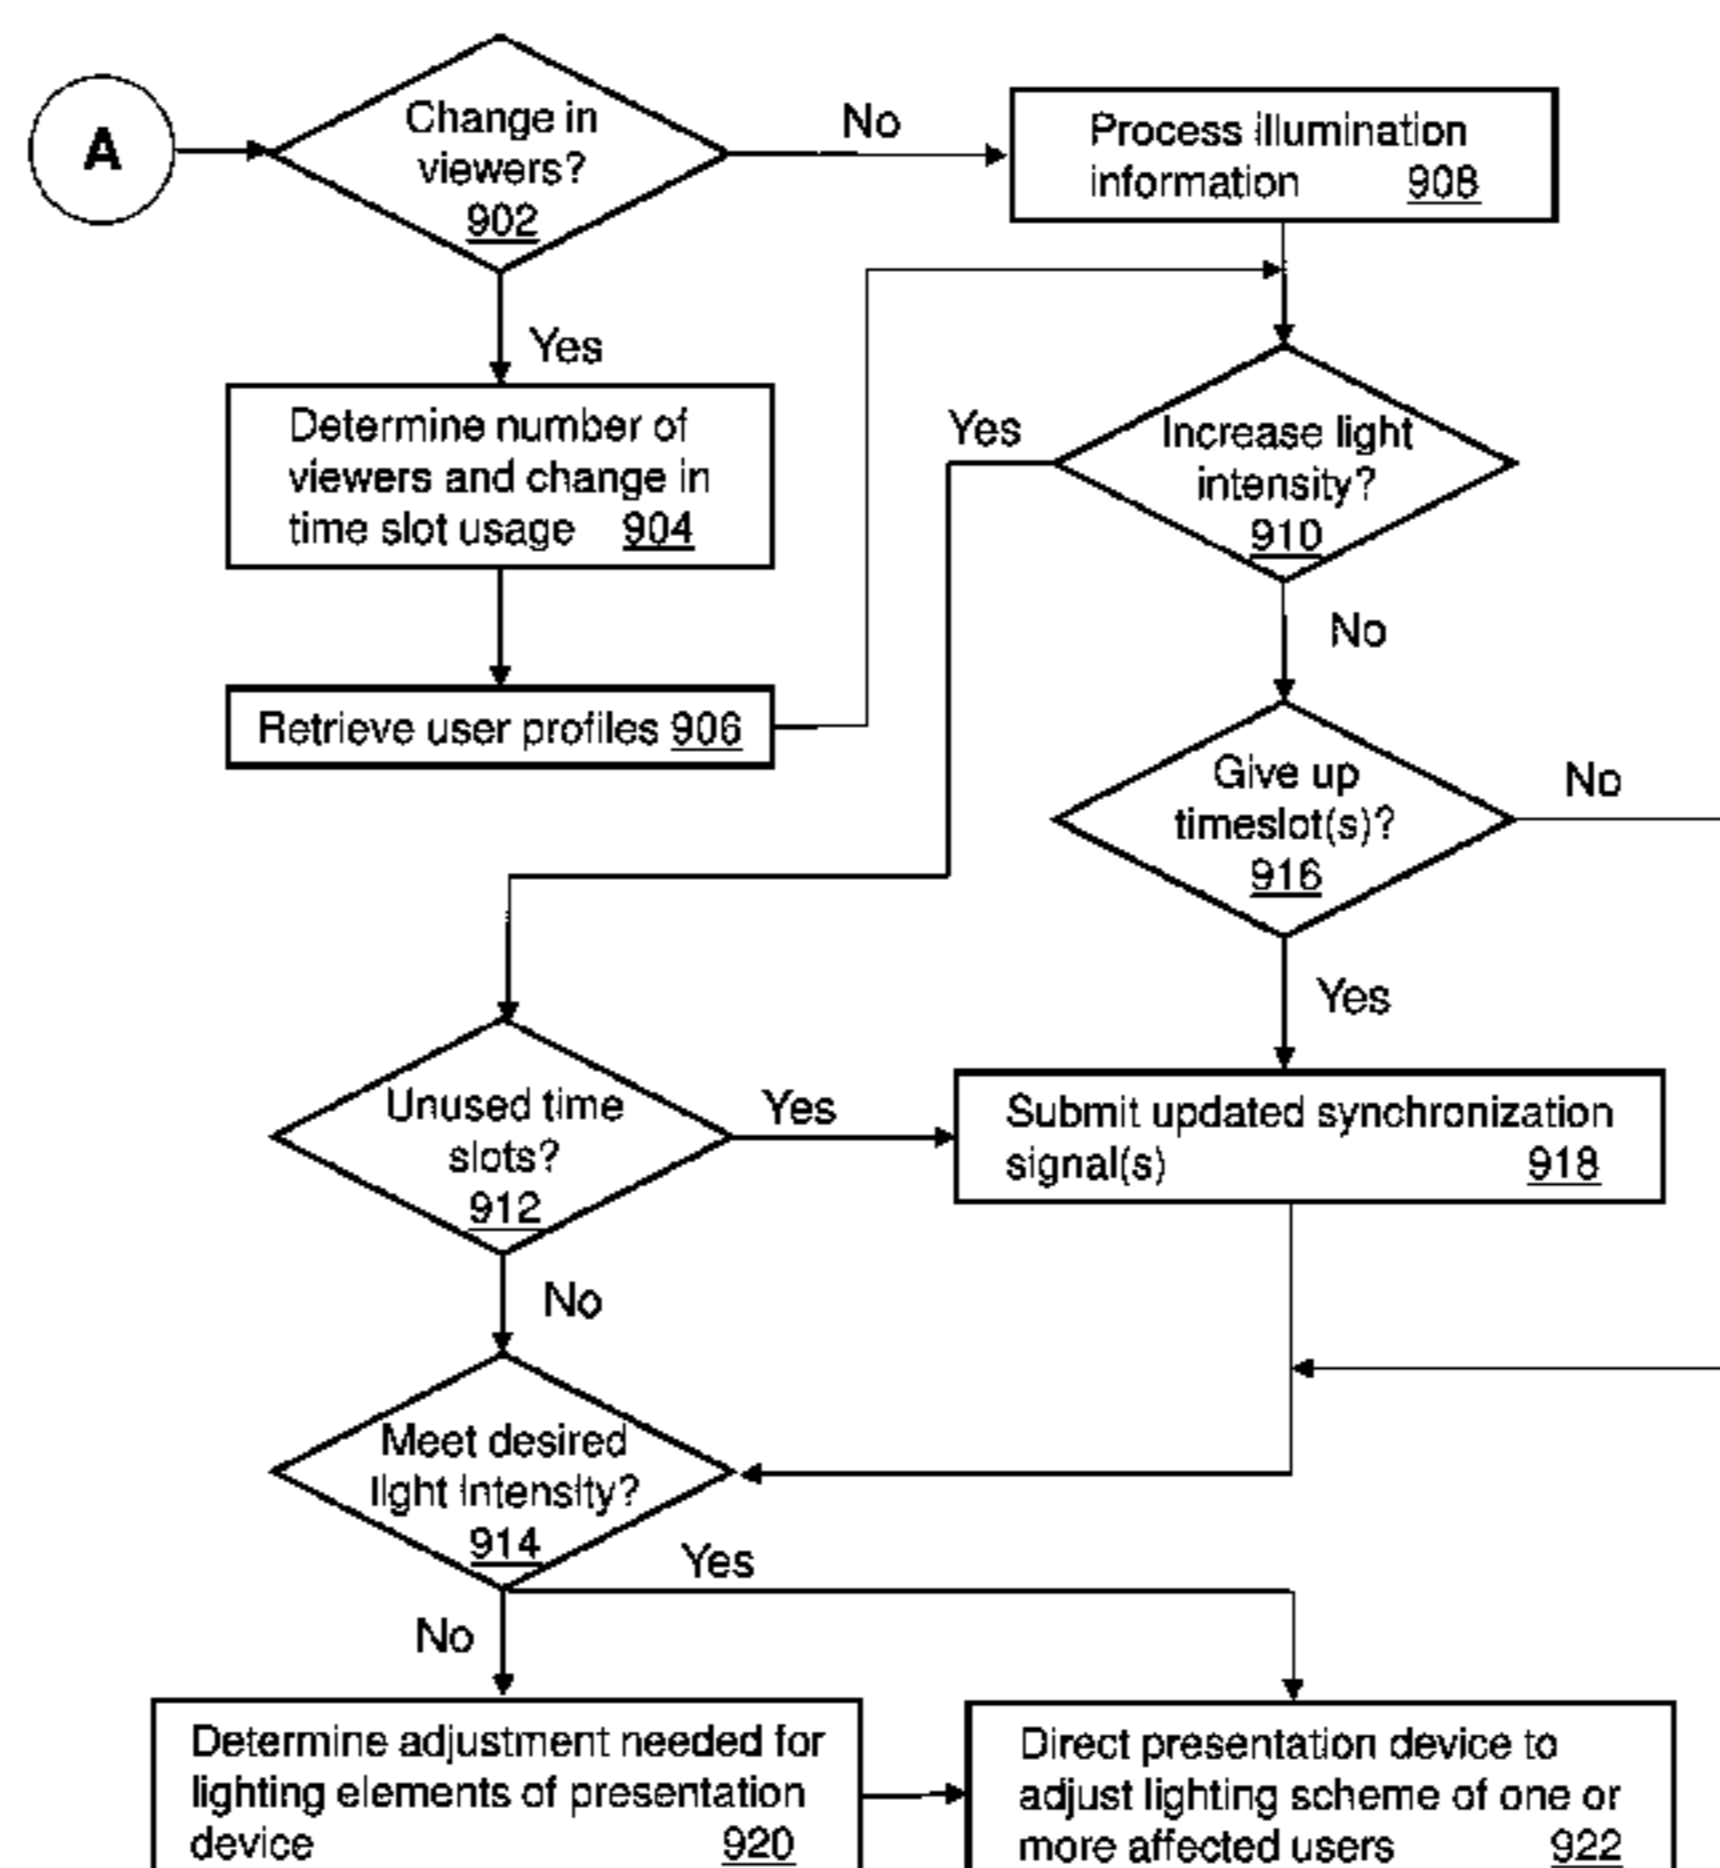 A
Change in
viewers?
902
No
Process illumination
information 908
Yes
Determine number of
viewers and change in
time slot usage 904
Retrieve user profiles 906
Yes
Increase light
intensity?
910
No
Give up
timeslot(s)?
916
No
Yes
Unused time
slots?
912
Yes
Submit updated synchronization
signal(s) 918
No
Meet desired
light intensity?
914
Yes
No
Determine adjustment needed for
lighting elements of presentation
device 920
Direct presentation device to
adjust lighting scheme of one or
more affected users 922